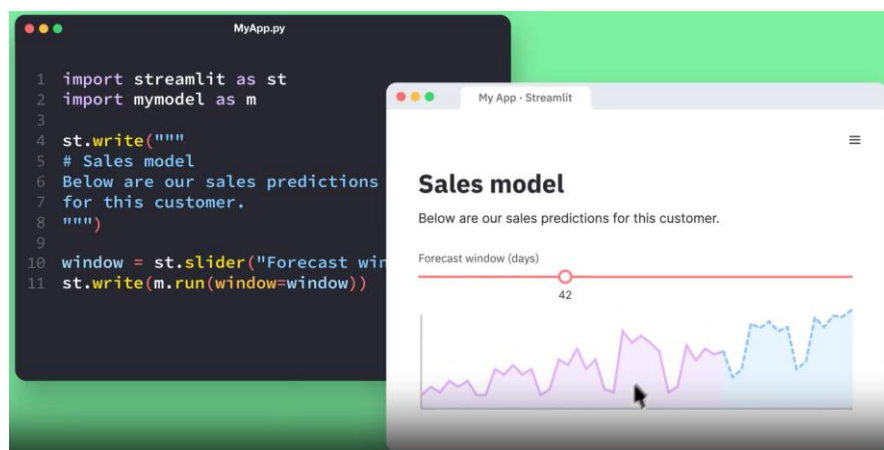 MyApp.py
1 import streamlit as st
2 import mymodel as m
3
4 st.write("""
5 # Sales model
6 Below are our sales predictions
7 for this customer.
8 """)
9
10 window = st.slider("Forecast win
11 st.write(m.run(window=window))
My App · Streamlit
Sales model
Below are our sales predictions for this customer.
Forecast window (days)
42